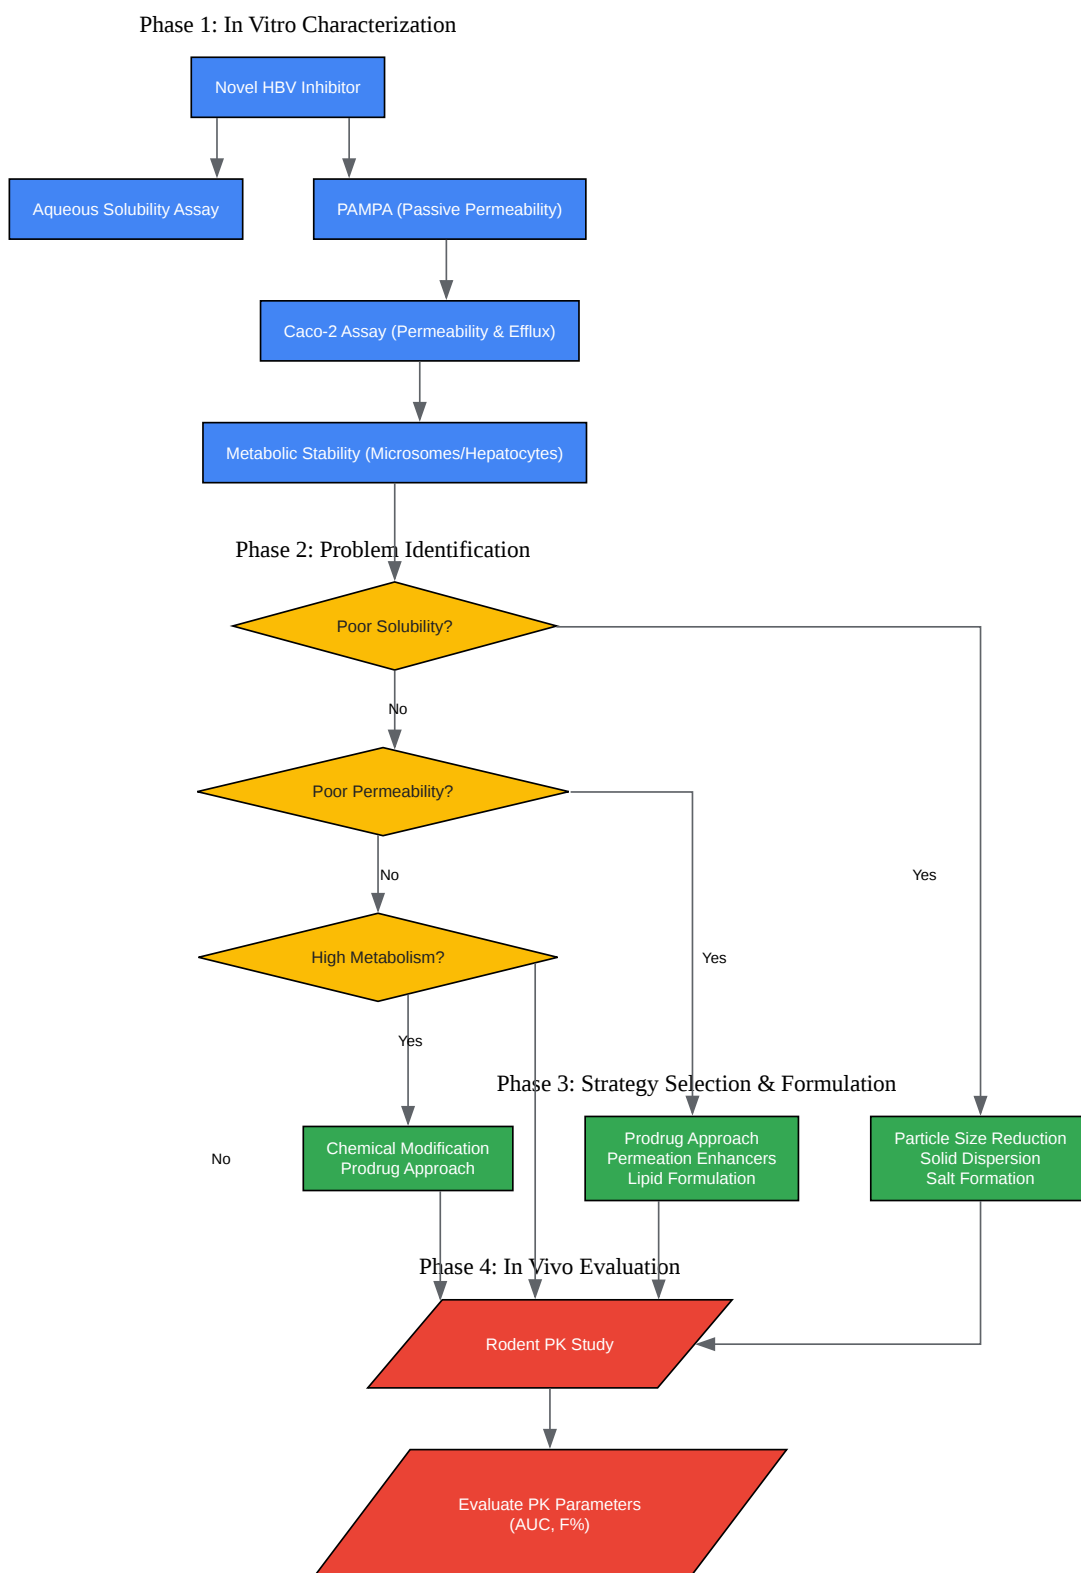 Phase 1: In Vitro Characterization
Novel HBV Inhibitor
Aqueous Solubility Assay
PAMPA (Passive Permeability)
Caco-2 Assay (Permeability & Efflux)
Metabolic Stability (Microsomes/Hepatocytes)
Phase 2: Problem Identification
Poor Solubility?
No
Poor Permeability?
No
Yes
High Metabolism?
Yes
Yes
Phase 3: Strategy Selection & Formulation
Chemical Modification
Prodrug Approach
Prodrug Approach
Permeation Enhancers
Lipid Formulation
Particle Size Reduction
Solid Dispersion
Salt Formation
No
Phase 4: In Vivo Evaluation
Rodent PK Study
Evaluate PK Parameters
(AUC, F%)